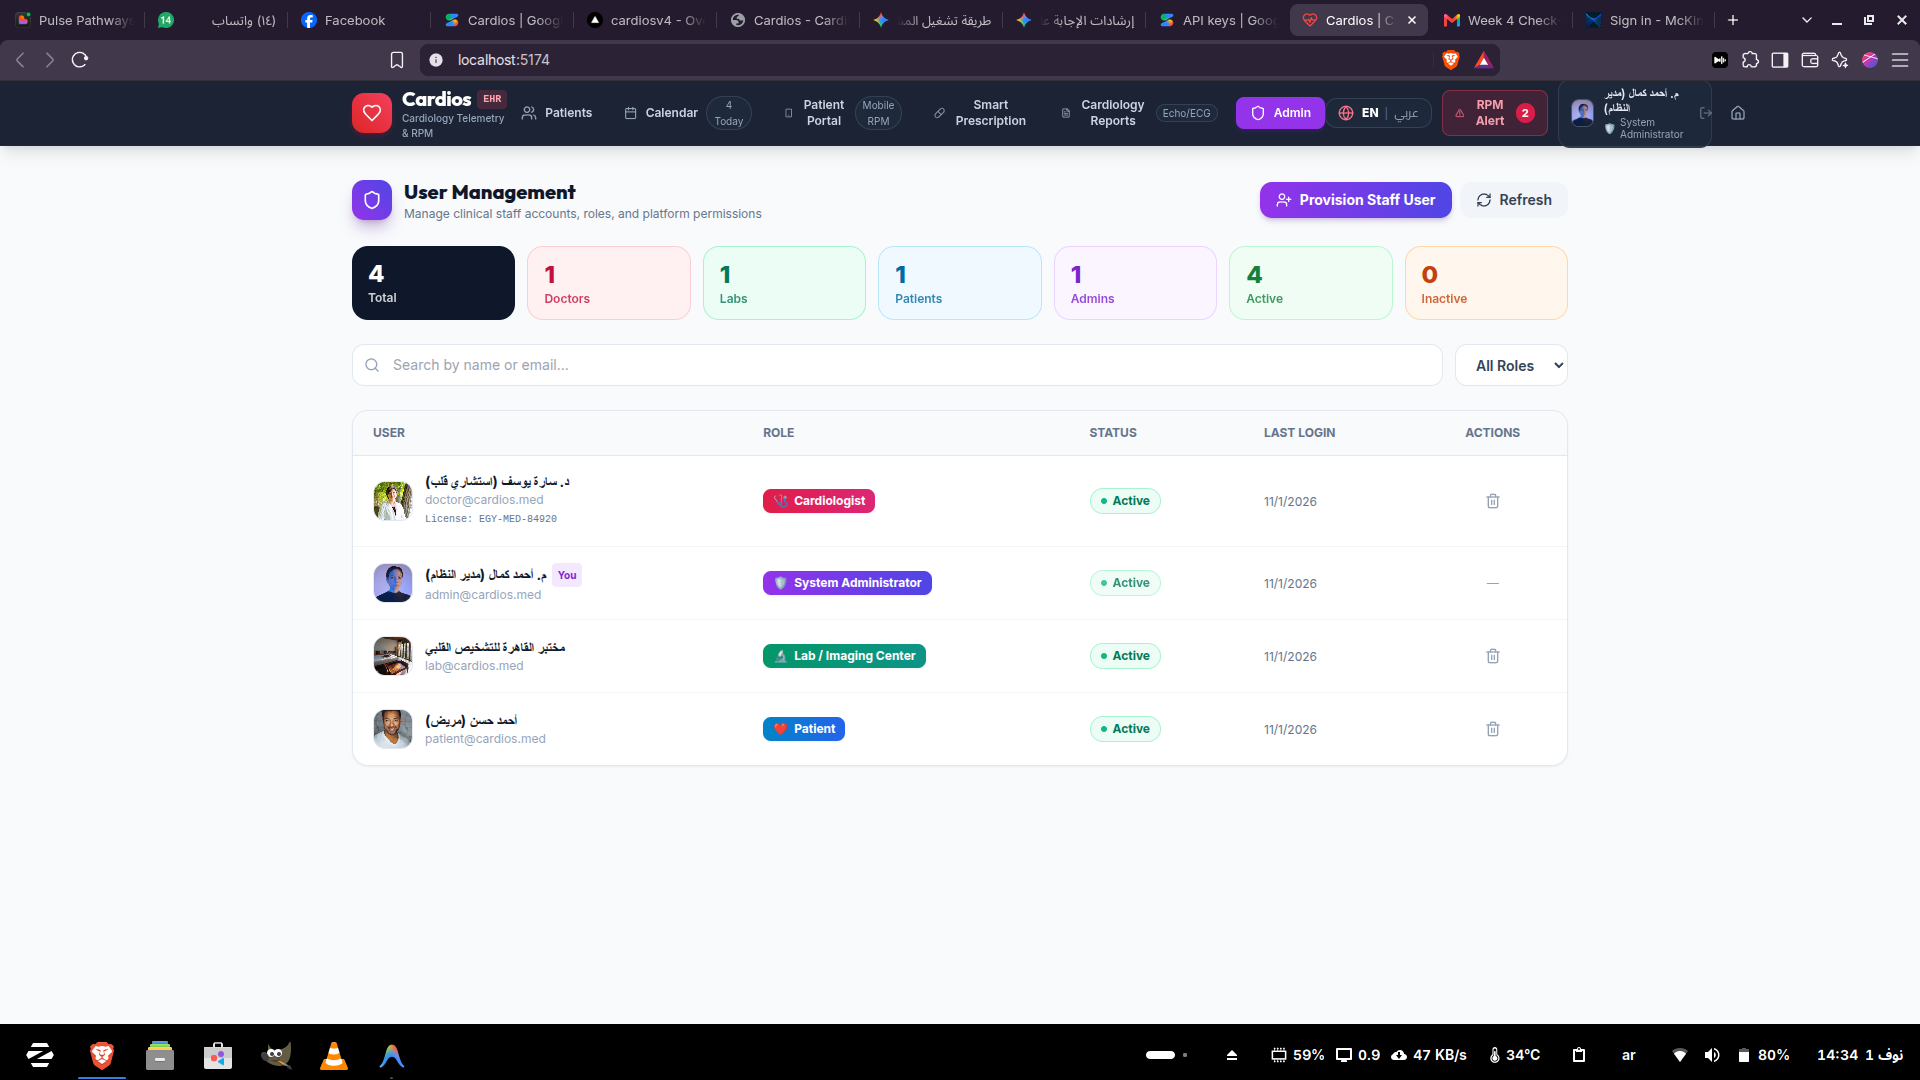 Pulse Pathway
14
(١٤) واتساب
Facebook
Cardios | Goog
cardiosv4 - Ov
Cardios - Cardi
طريقة تشغيل المن
إرشادات الإجابة عل
API keys | Goog
Cardios | C
Week 4 Check
Sign in - McKin
localhost:5174
Cardios EHR
Cardiology Telemetry
& RPM
Patients
Calendar
4
Today
Patient
Portal
Mobile
RPM
Smart
Prescription
Cardiology
Reports
Echo/ECG
Admin
EN | عربي
RPM
Alert
2
م. أحمد كمال (مدير
النظام)
System
Administrator
User Management
Manage clinical staff accounts, roles, and platform permissions
Provision Staff User
Refresh
4
Total
1
Doctors
1
Labs
1
Patients
1
Admins
4
Active
0
Inactive
Search by name or email...
All Roles
USER ROLE STATUS LAST LOGIN ACTIONS
د. سارة يوسف (استشاري قلب)
doctor@cardios.med
License: EGY-MED-84920
Cardiologist
Active
11/1/2026
م. أحمد كمال (مدير النظام) You
admin@cardios.med
System Administrator
Active
11/1/2026
—
مختبر القاهرة للتشخيص القلبي
lab@cardios.med
Lab / Imaging Center
Active
11/1/2026
أحمد حسن (مريض)
patient@cardios.med
Patient
Active
11/1/2026
59% 0.9 47 KB/s 34°C ar 80% 14:34 1 نوف